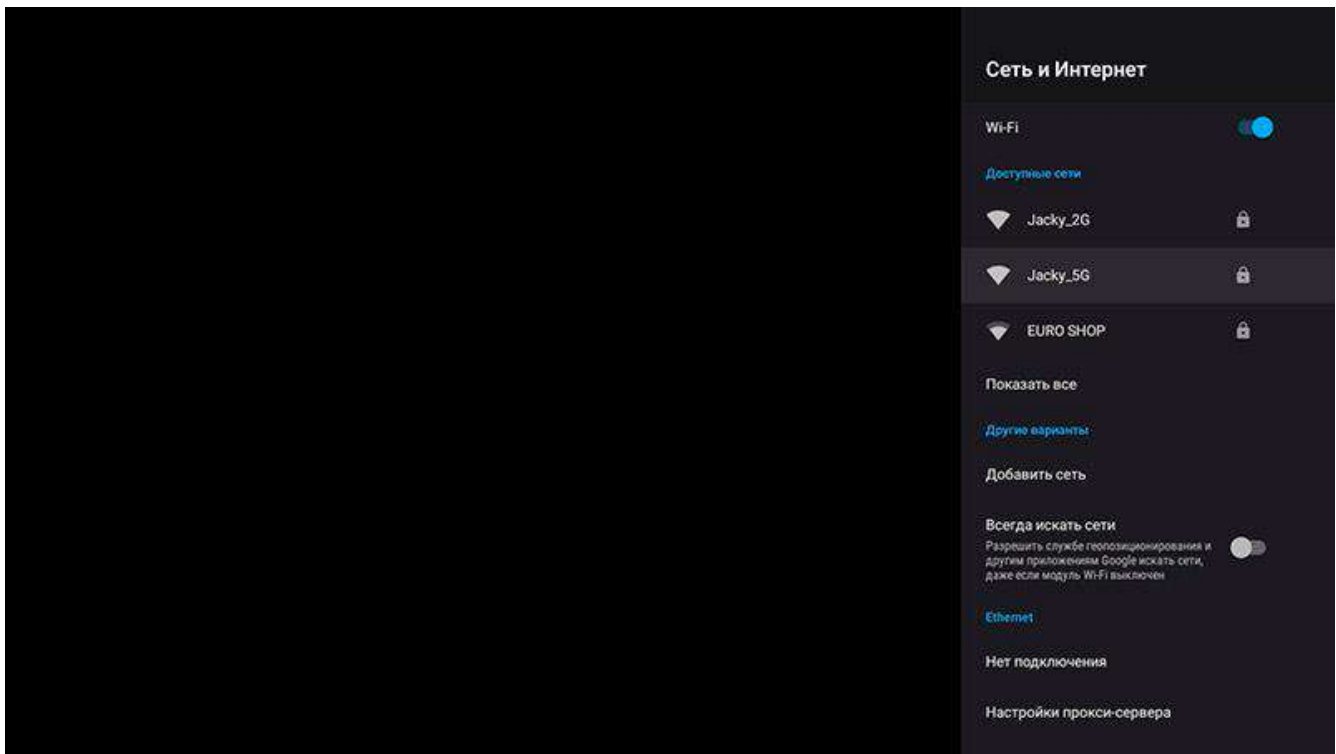 Сеть и Интернет
Wi-Fi
Доступные сети
Jacky_2G
Jacky_5G
EURO SHOP
Показать все
Другие варианты
Добавить сеть
Всегда искать сети
Разрешить службе геопозиционирования и
другим приложениям Google искать сети,
даже если модуль Wi-Fi выключен
Ethernet
Нет подключения
Настройки прокси-сервера